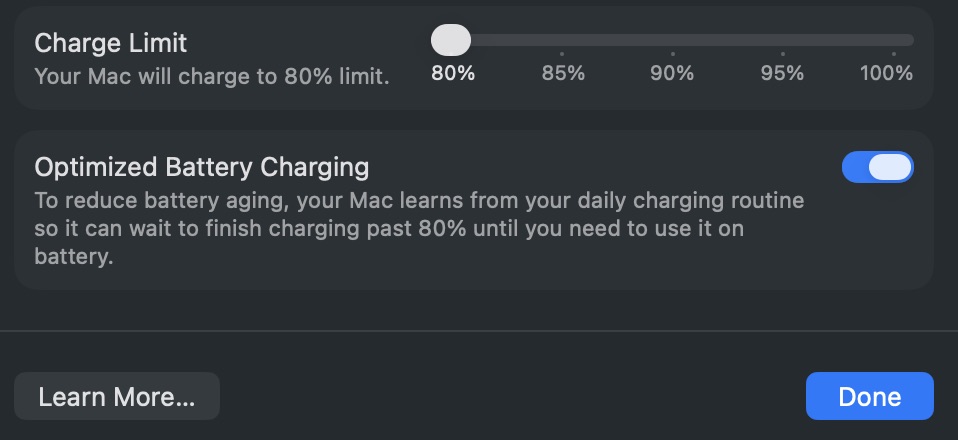 Charge Limit
Your Mac will charge to 80% limit.
80% 85% 90% 95% 100%
Optimized Battery Charging
To reduce battery aging, your Mac learns from your daily charging routine
so it can wait to finish charging past 80% until you need to use it on
battery.
Learn More... Done